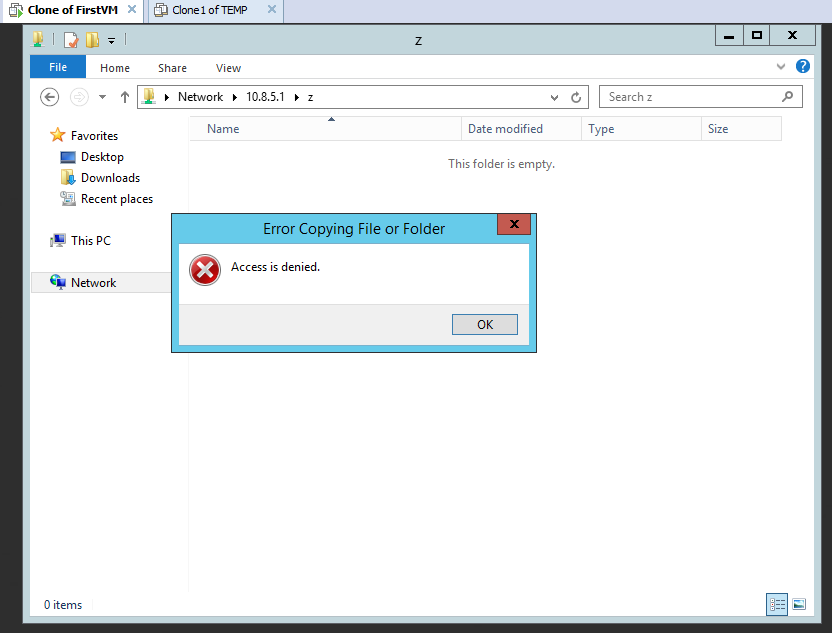 Clone of FirstVM Clone1 of TEMP
z
File Home Share View
Network 10.8.5.1 z Search z
Name Date modified Type Size
This folder is empty.
Favorites
Desktop
Downloads
Recent places
This PC
Network
Error Copying File or Folder
Access is denied.
OK
0 items